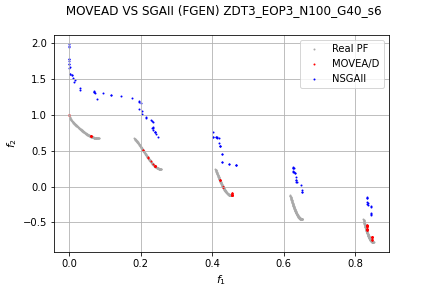 MOVEAD VS SGAII (FGEN) ZDT3_EOP3_N100_G40_s6
Real PF
MOVEA/D
NSGAII
2.0
1.5
1.0
0.5
0.0
−0.5
f2
0.0 0.2 0.4 0.6 0.8
f1